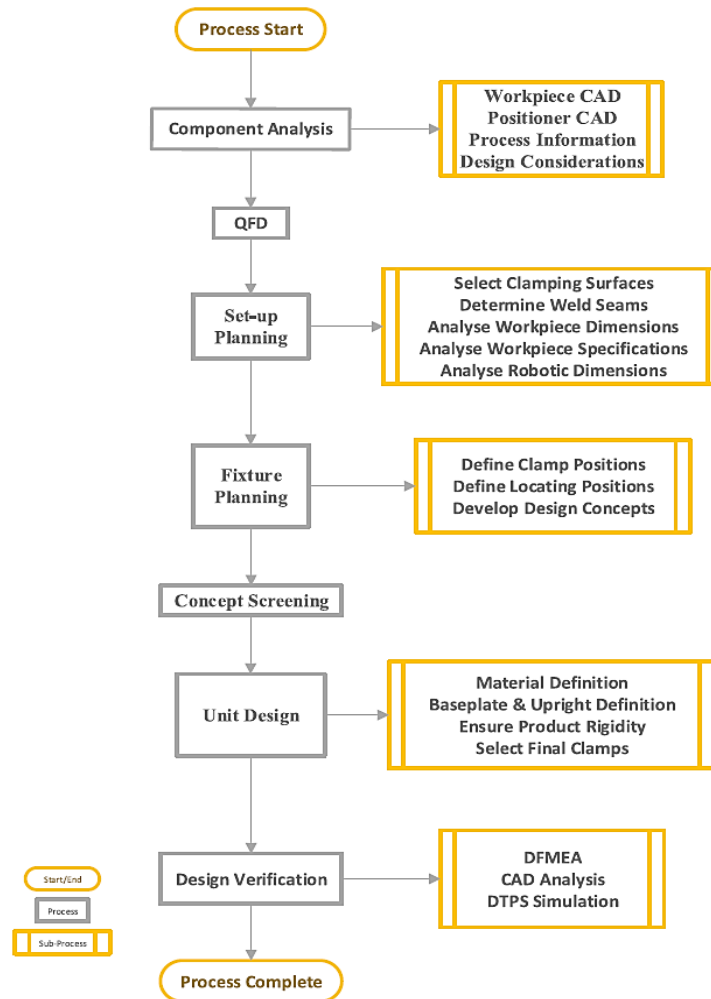 Process Start
Component Analysis
Workpiece CAD
Positioner CAD
Process Information
Design Considerations
QFD
Set-up
Planning
Select Clamping Surfaces
Determine Weld Seams
Analyse Workpiece Dimensions
Analyse Workpiece Specifications
Analyse Robotic Dimensions
Fixture
Planning
Define Clamp Positions
Define Locating Positions
Develop Design Concepts
Concept Screening
Unit Design
Material Definition
Baseplate & Upright Definition
Ensure Product Rigidity
Select Final Clamps
Design Verification
DFMEA
CAD Analysis
DTPS Simulation
Start/End
Process
Sub-Process
Process Complete